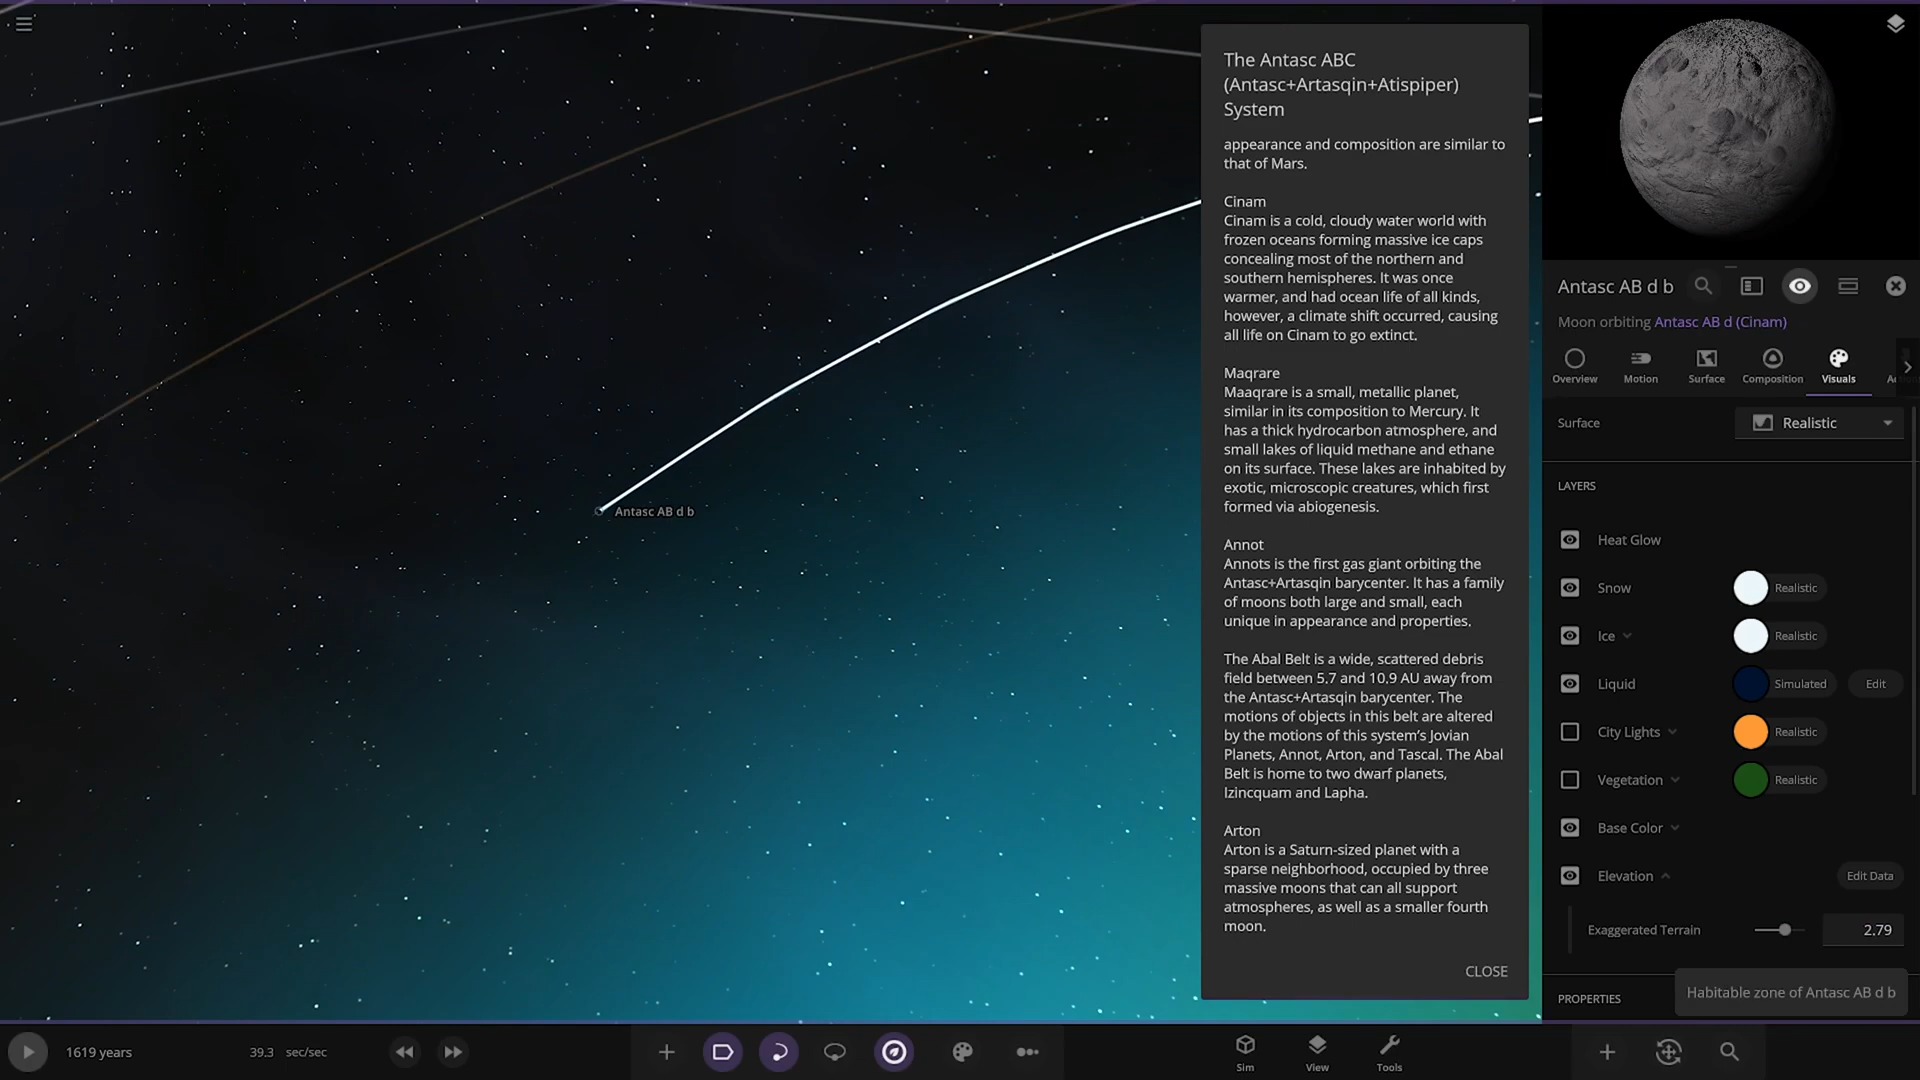 The Antasc ABC
(Antasc+Artasqin+Atispiper)
System
appearance and composition are similar to
that of Mars.
Cinam
Cinam is a cold, cloudy water world with
frozen oceans forming massive ice caps
concealing most of the northern and
southern hemispheres. It was once
warmer, and had ocean life of all kinds,
however, a climate shift occurred, causing
all life on Cinam to go extinct.
Maqrare
Maaqrare is a small, metallic planet,
similar in its composition to Mercury. It
has a thick hydrocarbon atmosphere, and
small lakes of liquid methane and ethane
on its surface. These lakes are inhabited by
exotic, microscopic creatures, which first
formed via abiogenesis.
Annot
Annots is the first gas giant orbiting the
Antasc+Artasqin barycenter. It has a family
of moons both large and small, each
unique in appearance and properties.
The Abal Belt is a wide, scattered debris
field between 5.7 and 10.9 AU away from
the Antasc+Artasqin barycenter. The
motions of objects in this belt are altered
by the motions of this system's Jovian
Planets, Annot, Arton, and Tascal. The Abal
Belt is home to two dwarf planets,
Izincquam and Lapha.
Arton
Arton is a Saturn-sized planet with a
sparse neighborhood, occupied by three
massive moons that can all support
atmospheres, as well as a smaller fourth
moon.
CLOSE
Antasc AB d b
Antasc AB d b
Moon orbiting Antasc AB d (Cinam)
Overview Motion Surface Composition Visuals
Surface Realistic
LAYERS
Heat Glow
Snow Realistic
Ice Realistic
Liquid Simulated Edit
City Lights Realistic
Vegetation Realistic
Base Color
Elevation Edit Data
Exaggerated Terrain 2.79
PROPERTIES
Habitable zone of Antasc AB d b
1619 years 39.3 sec/sec
Sim View Tools